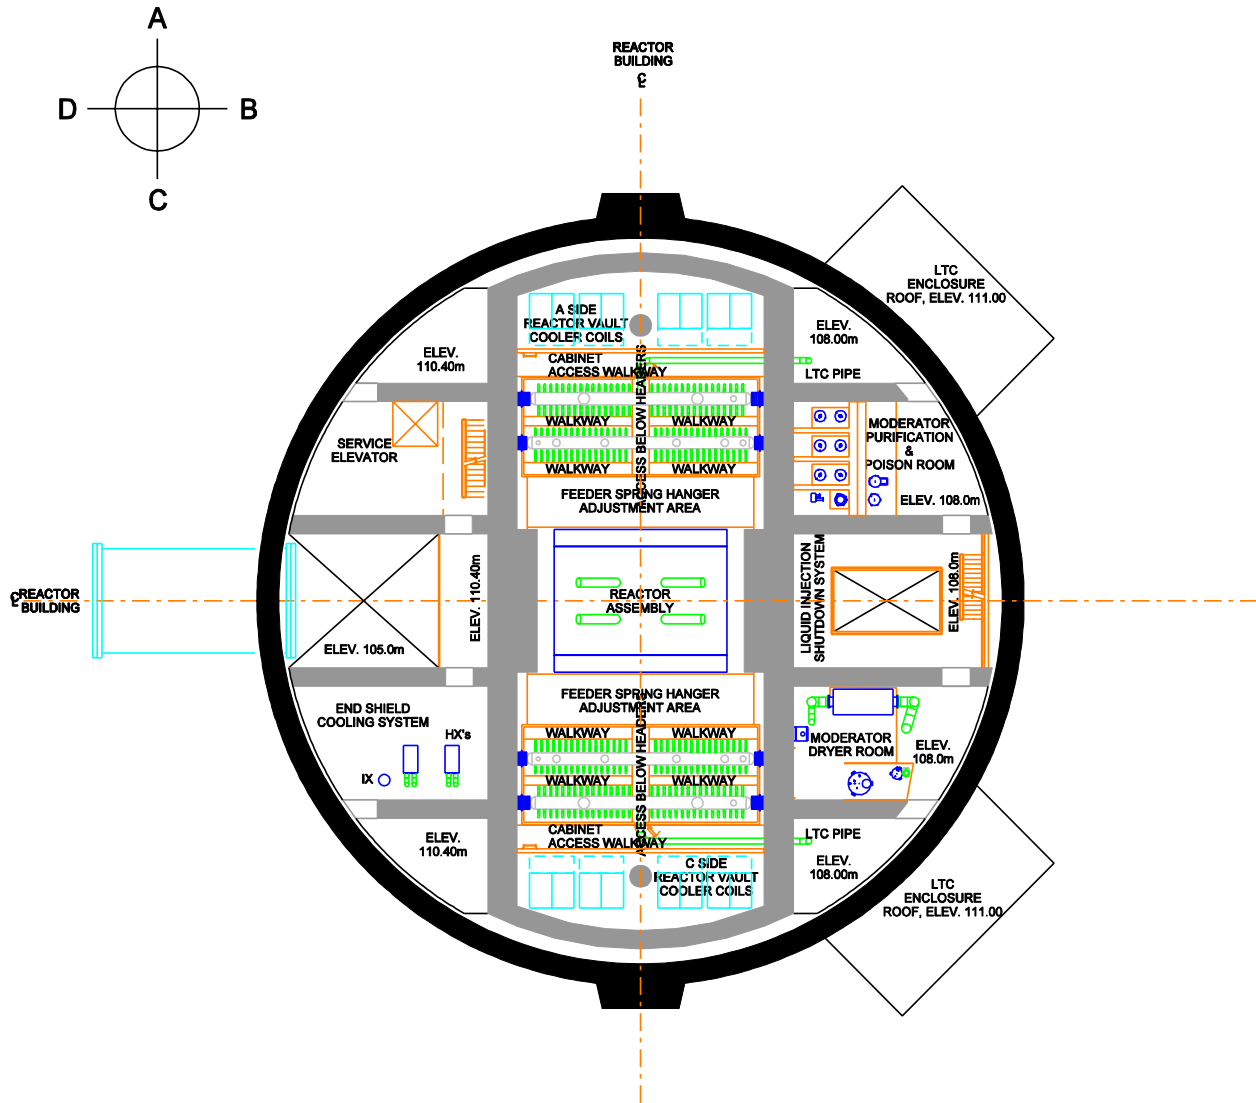 A
D
B
C
REACTOR
BUILDING
℄
LTC
ENCLOSURE
ROOF, ELEV. 111.00
A SIDE
REACTOR VAULT
COOLER COILS
ELEV.
108.00m
ELEV.
110.40m
CABINET
ACCESS WALKWAY
LTC PIPE
ACCESS BELOW HEADERS
WALKWAY
WALKWAY
MODERATOR
PURIFICATION
&
POISON ROOM
ELEV. 108.0m
SERVICE
ELEVATOR
WALKWAY
WALKWAY
FEEDER SPRING HANGER
ADJUSTMENT AREA
℄ REACTOR
BUILDING
ELEV. 105.0m
ELEV. 110.40m
REACTOR
ASSEMBLY
LIQUID INJECTION
SHUTDOWN SYSTEM
ELEV. 108.0m
FEEDER SPRING HANGER
ADJUSTMENT AREA
END SHIELD
COOLING SYSTEM
HX's
IX
WALKWAY
WALKWAY
ACCESS BELOW HEADERS
MODERATOR
DRYER ROOM
ELEV.
108.0m
WALKWAY
WALKWAY
CABINET
ACCESS WALKWAY
LTC PIPE
ELEV.
110.40m
ELEV.
108.00m
C SIDE
REACTOR VAULT
COOLER COILS
LTC
ENCLOSURE
ROOF, ELEV. 111.00